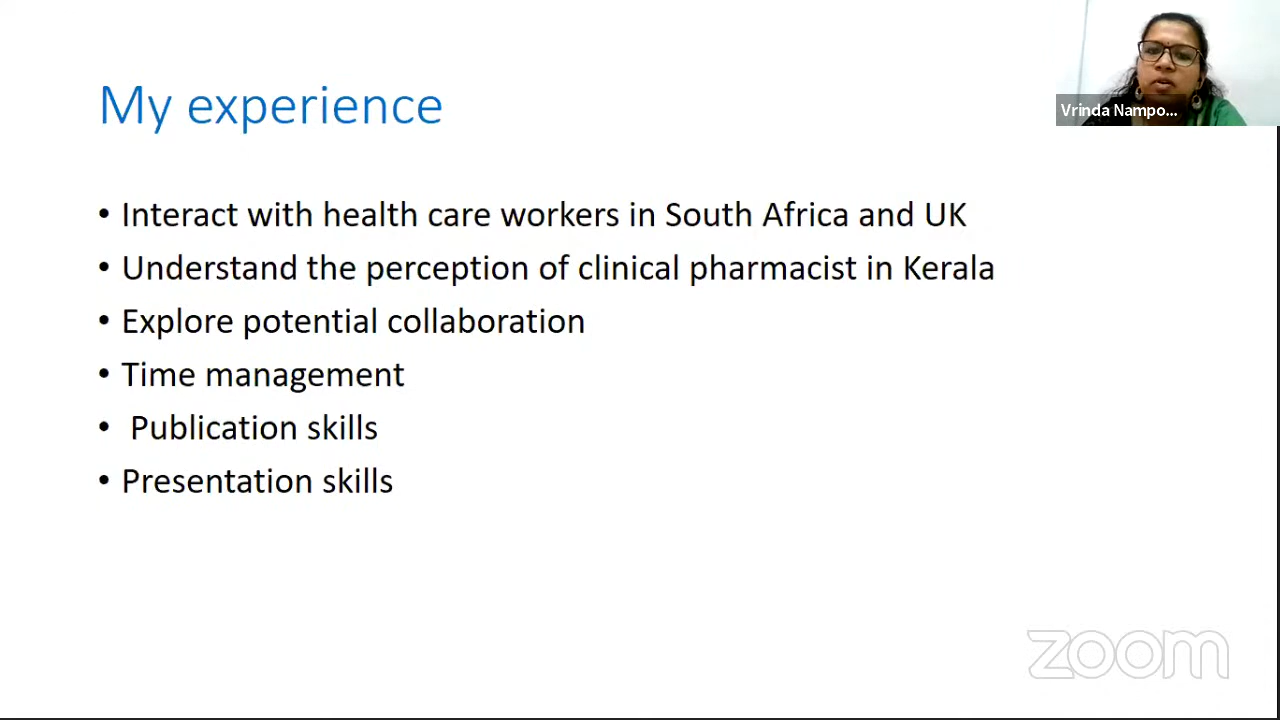 My experience
Vrinda Nampo...
• Interact with health care workers in South Africa and UK
• Understand the perception of clinical pharmacist in Kerala
• Explore potential collaboration
• Time management
• Publication skills
• Presentation skills
zoom